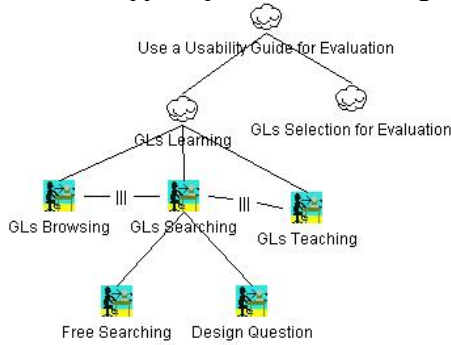 Use a Usability Guide for Evaluation
GLs Learning
GLs Selection for Evaluation
|||
|||
GLs Browsing
GLs Searching
GLs Teaching
Free Searching
Design Question